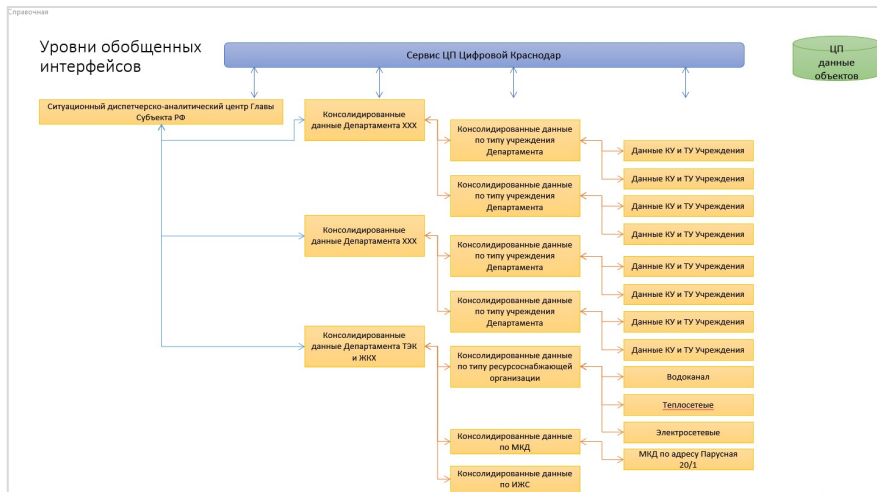 Справочная
Уровни обобщенных
интерфейсов
Сервис ЦП Цифровой Краснодар
ЦП
данные
объектов
Ситуационный диспетчерско-аналитический центр Главы
Субъекта РФ
Консолидированные
данные Департамента XXX
Консолидированные данные
по типу учреждения
Департамента
Данные КУ и ТУ Учреждения
Данные КУ и ТУ Учреждения
Консолидированные данные
по типу учреждения
Департамента
Данные КУ и ТУ Учреждения
Данные КУ и ТУ Учреждения
Консолидированные
данные Департамента XXX
Консолидированные данные
по типу учреждения
Департамента
Данные КУ и ТУ Учреждения
Данные КУ и ТУ Учреждения
Консолидированные данные
по типу учреждения
Департамента
Данные КУ и ТУ Учреждения
Данные КУ и ТУ Учреждения
Консолидированные
данные Департамента ТЭК
и ЖКХ
Консолидированные данные
по типу ресурсоснабжающей
организации
Водоканал
Теплосетеые
Электросетевые
Консолидированные данные
по МКД
МКД по адресу Парусная
20/1
Консолидированные данные
по ИЖС